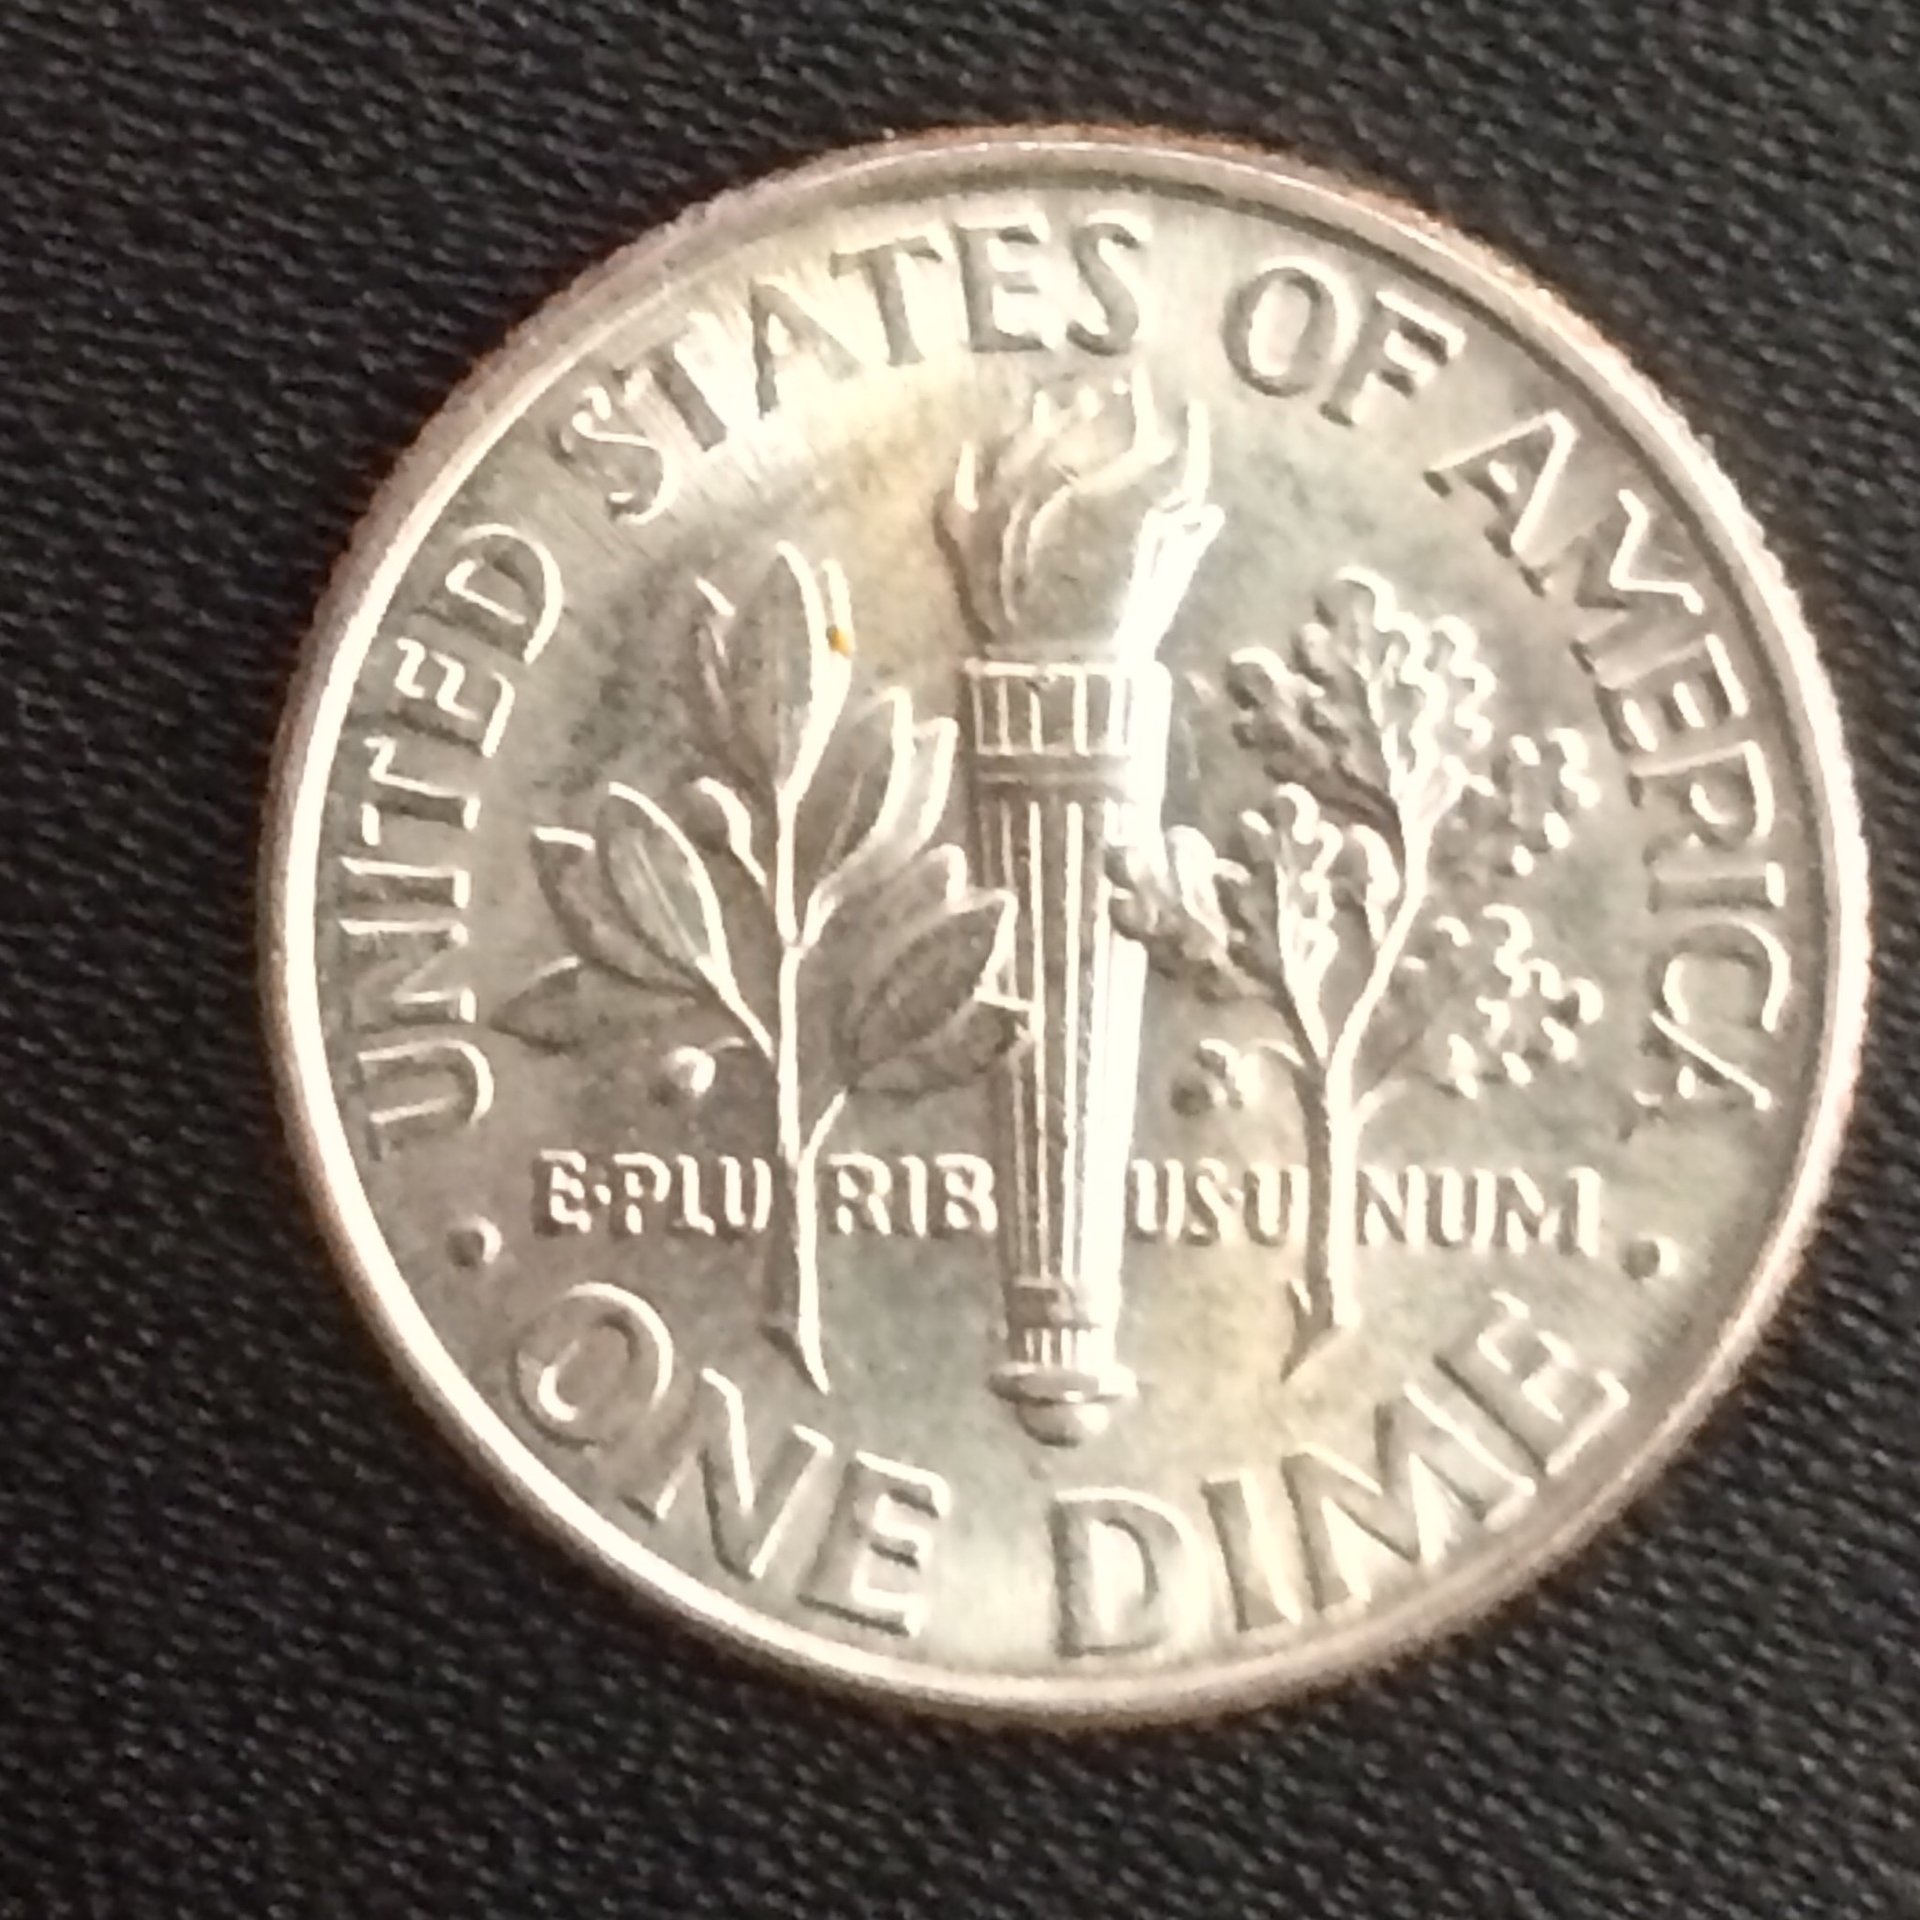 UNITED STATES OF AMERICA
E·PLURIBUS·UNUM
· ONE DIME ·